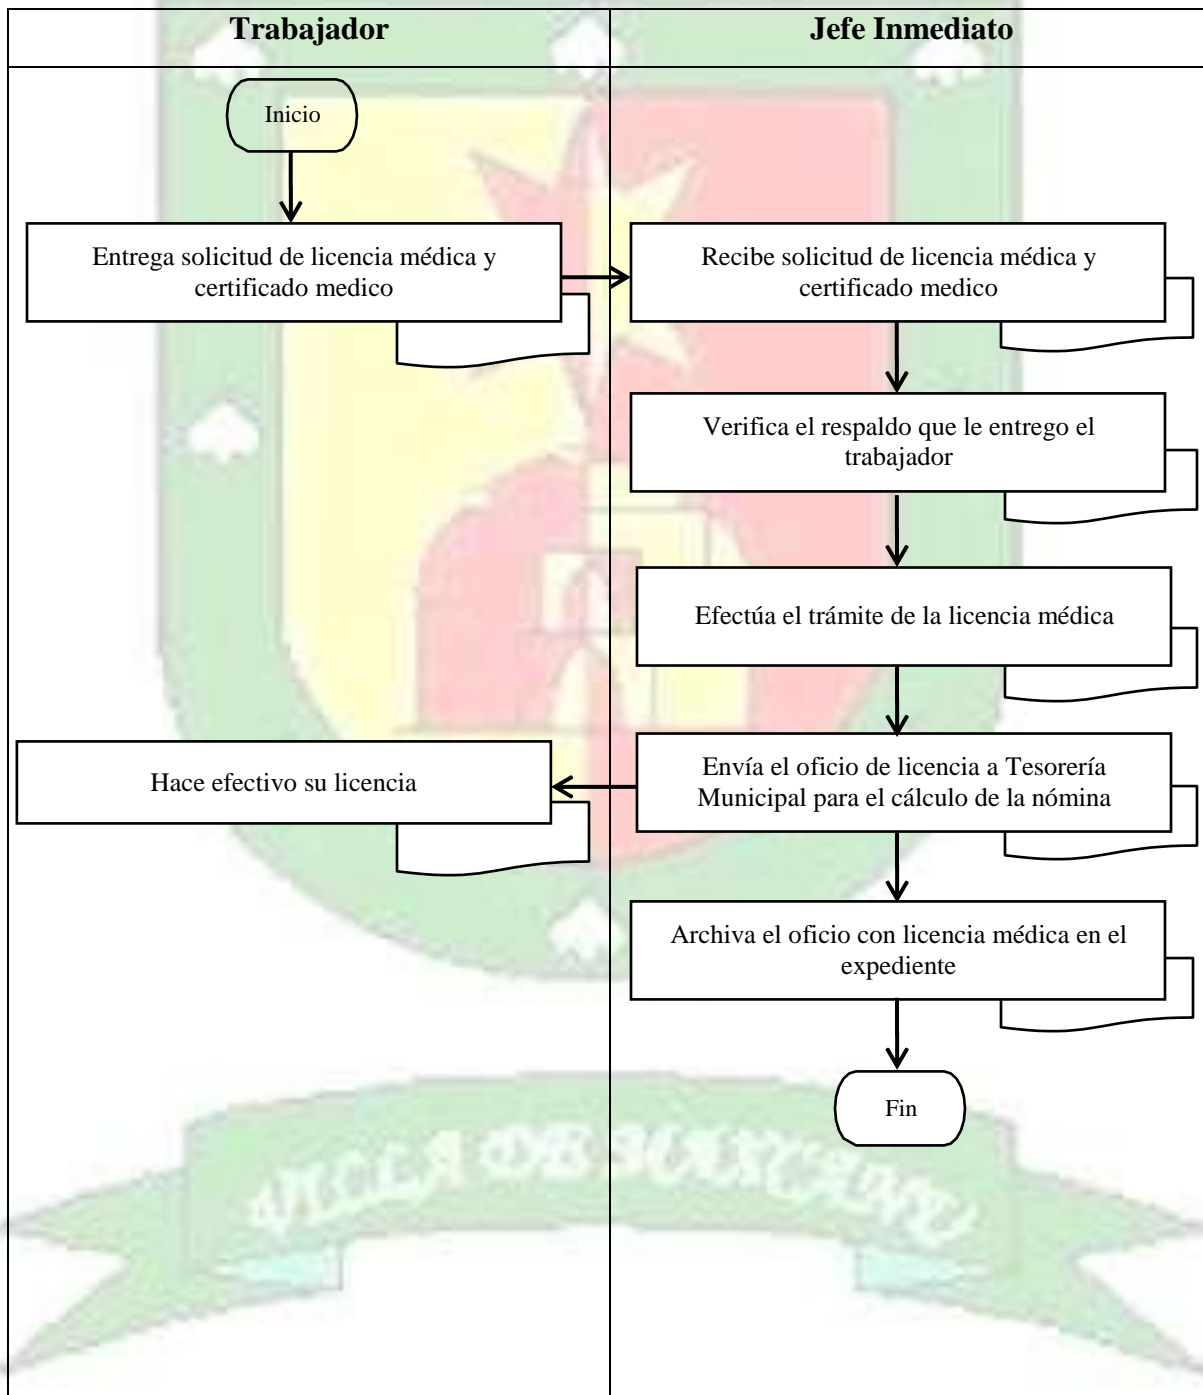 Trabajador
Jefe Inmediato
Inicio
Entrega solicitud de licencia médica y
certificado medico
Recibe solicitud de licencia médica y
certificado medico
Verifica el respaldo que le entrego el
trabajador
Efectúa el trámite de la licencia médica
Envía el oficio de licencia a Tesorería
Municipal para el cálculo de la nómina
Hace efectivo su licencia
Archiva el oficio con licencia médica en el
expediente
Fin
VILLA DE MAXCANU